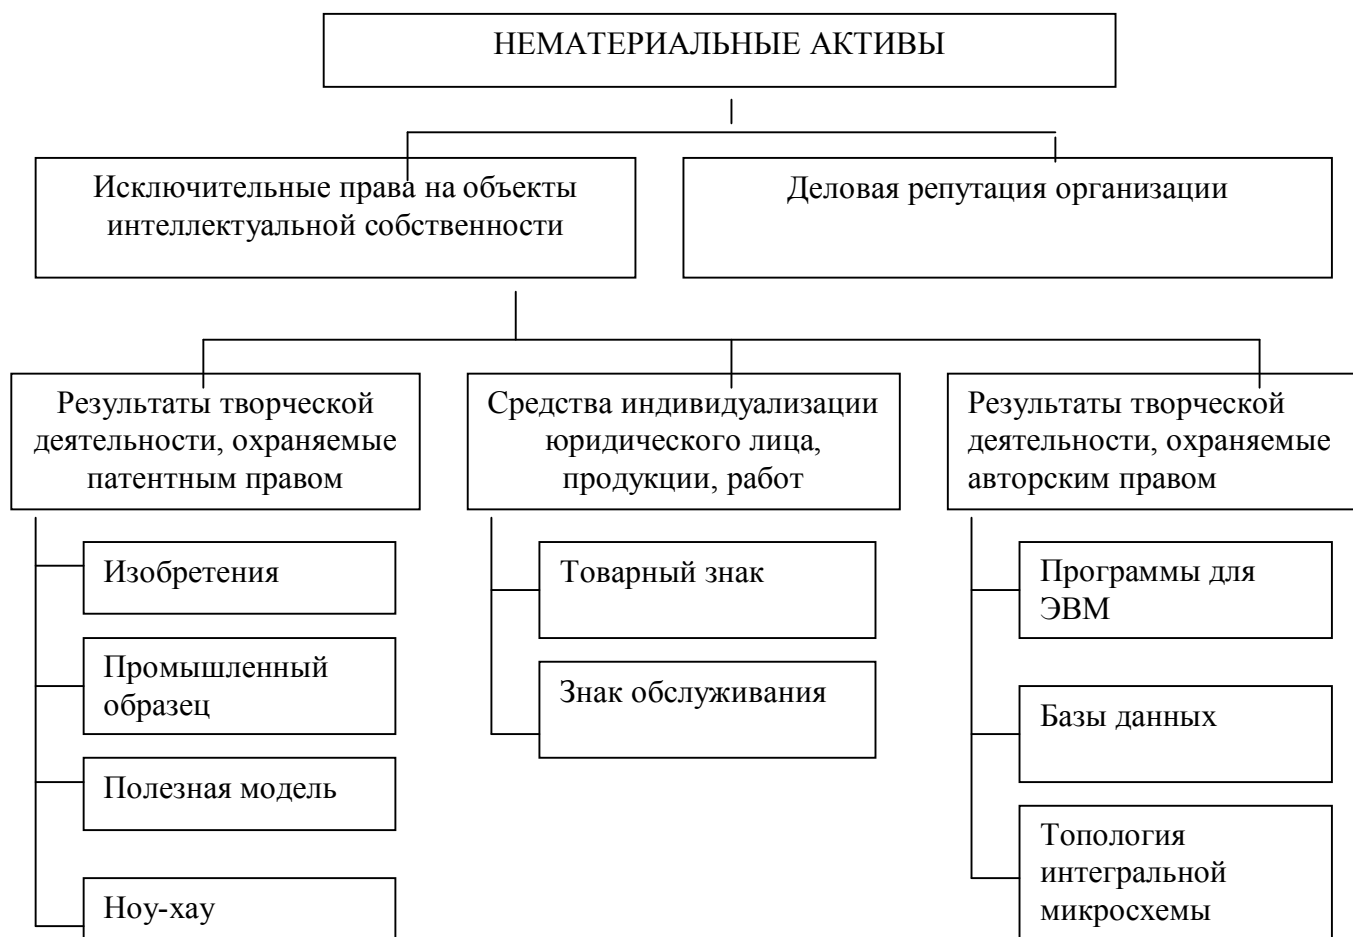 НЕМАТЕРИАЛЬНЫЕ АКТИВЫ
Исключительные права на объекты
интеллектуальной собственности
Деловая репутация организации
Результаты творческой
деятельности, охраняемые
патентным правом
Средства индивидуализации
юридического лица,
продукции, работ
Результаты творческой
деятельности, охраняемые
авторским правом
Изобретения
Промышленный
образец
Полезная модель
Ноу-хау
Товарный знак
Знак обслуживания
Программы для
ЭВМ
Базы данных
Топология
интегральной
микросхемы